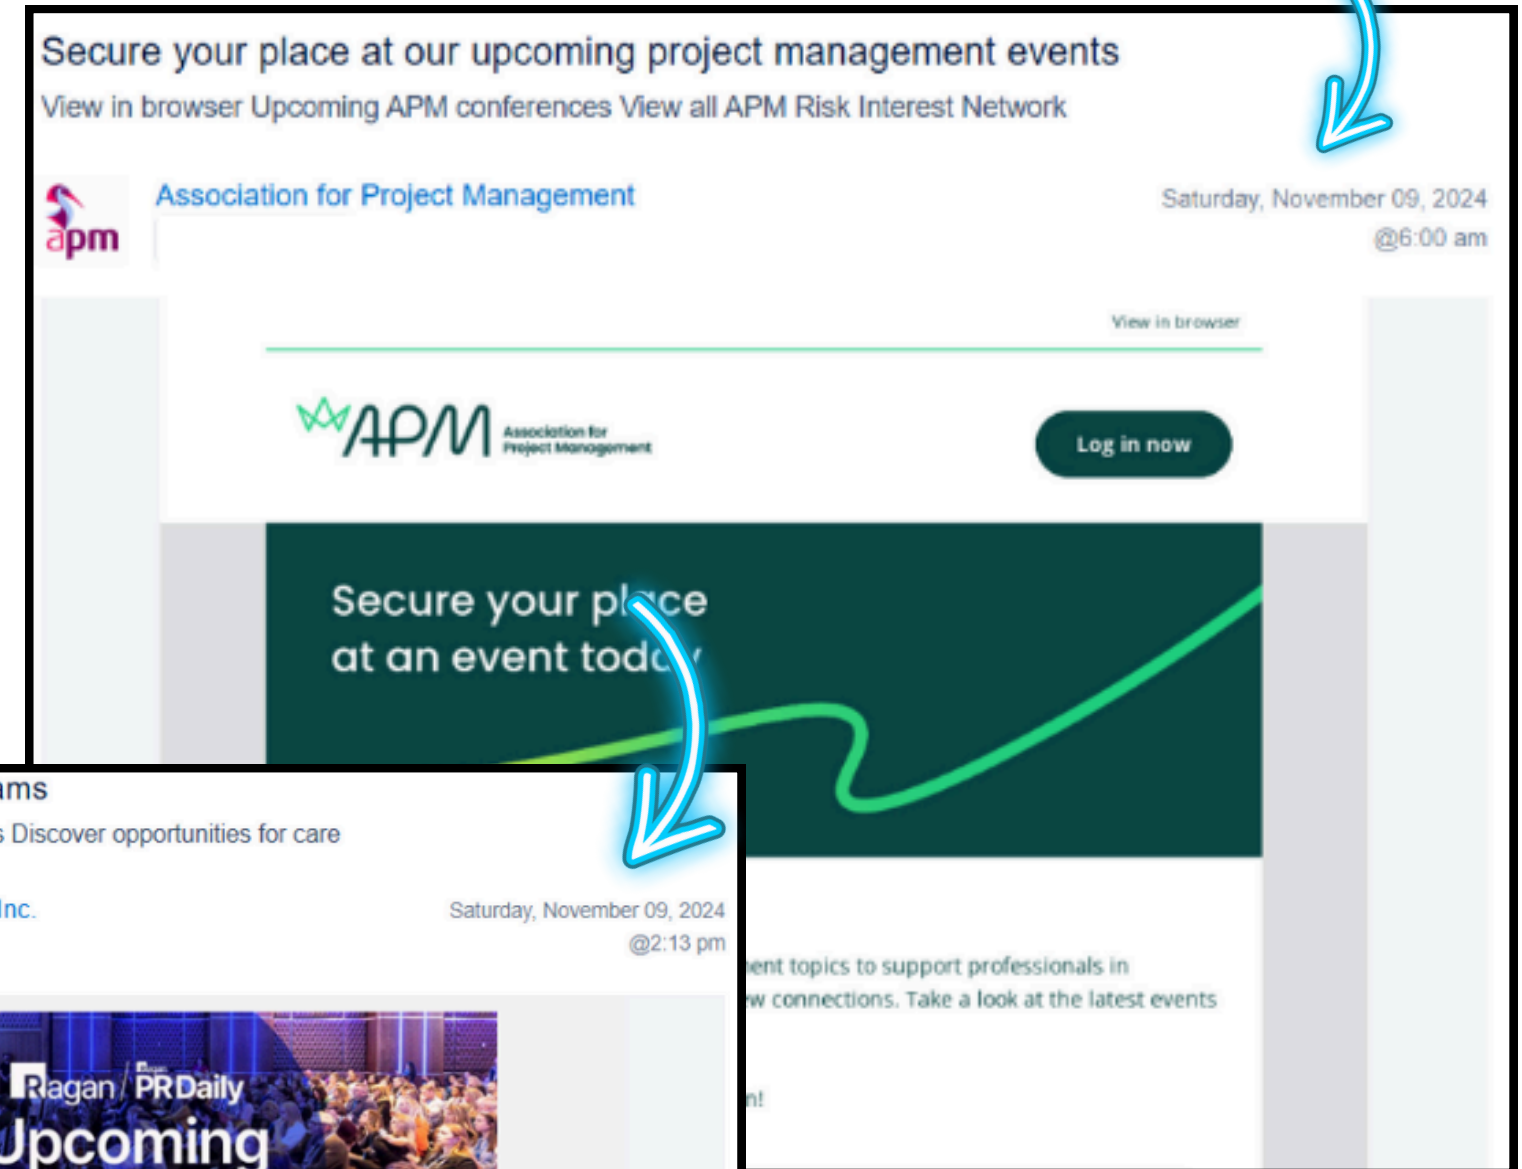 Secure your place at our upcoming project management events
View in browser Upcoming APM conferences View all APM Risk Interest Network
apm
Association for Project Management
Saturday, November 09, 2024
@6:00 am
View in browser
APM
Association for
Project Management
Log in now
Secure your place
at an event today
ams
s Discover opportunities for care
Inc.
Saturday, November 09, 2024
@2:13 pm
Ragan / Ragan PR Daily
Upcoming
ent topics to support professionals in
w connections. Take a look at the latest events
n!